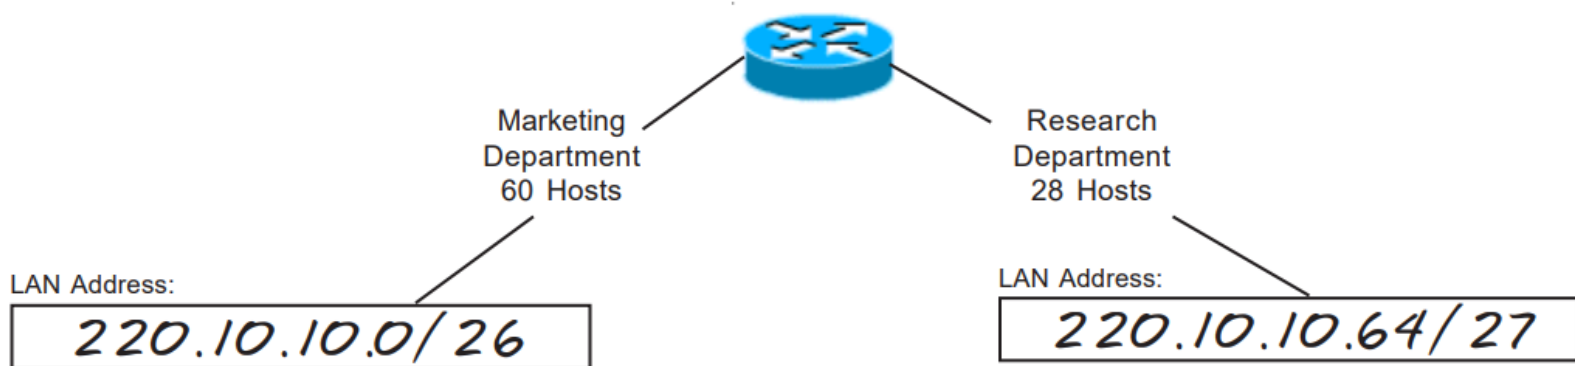 Marketing
Department
60 Hosts
Research
Department
28 Hosts
LAN Address:
220.10.10.0/26
LAN Address:
220.10.10.64/27